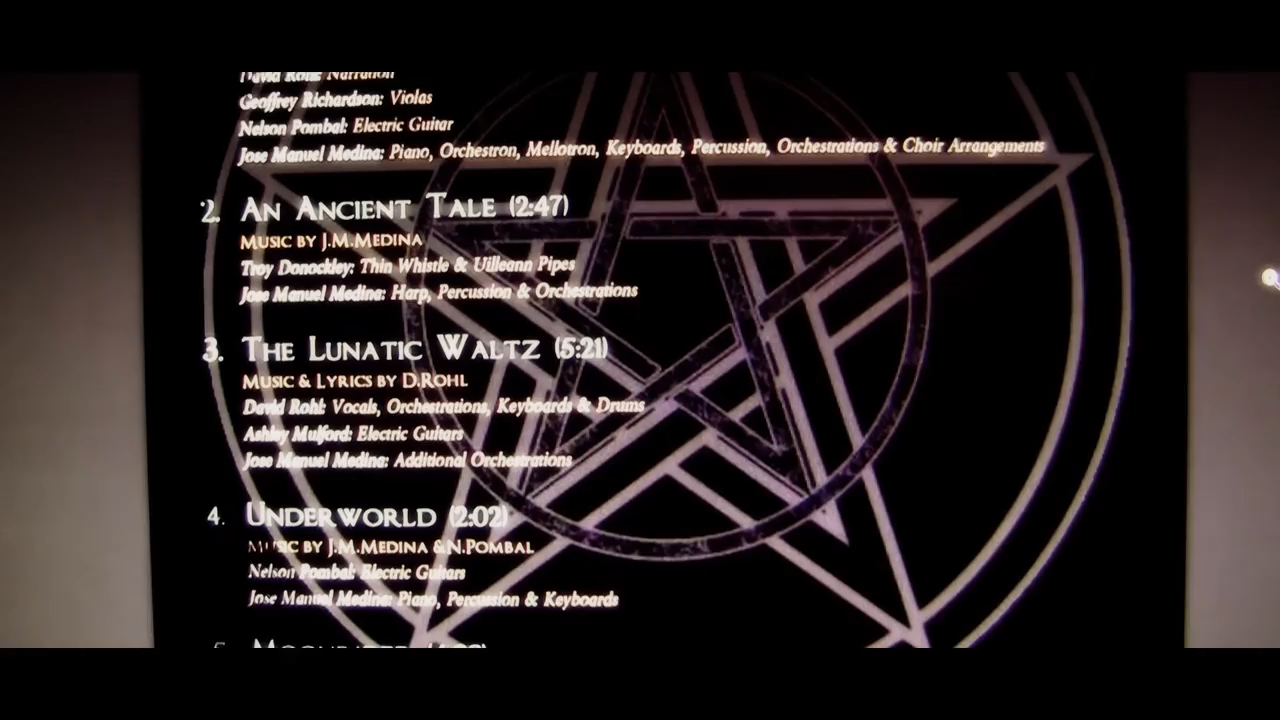 David Rohl: Narration
Geoffrey Richardson: Violas
Nelson Pombal: Electric Guitar
Jose Manuel Medina: Piano, Orchestron, Mellotron, Keyboards, Percussion, Orchestrations & Choir Arrangements
2. An Ancient Tale (2:47)
Music by J.M.Medina
Troy Donockley: Thin Whistle & Uilleann Pipes
Jose Manuel Medina: Harp, Percussion & Orchestrations
3. The Lunatic Waltz (5:21)
Music & Lyrics by D.Rohl
David Rohl: Vocals, Orchestrations, Keyboards & Drums
Ashley Mulford: Electric Guitars
Jose Manuel Medina: Additional Orchestrations
4. Underworld (2:02)
Music by J.M.Medina & N.Pombal
Nelson Pombal: Electric Guitars
Jose Manuel Medina: Piano, Percussion & Keyboards